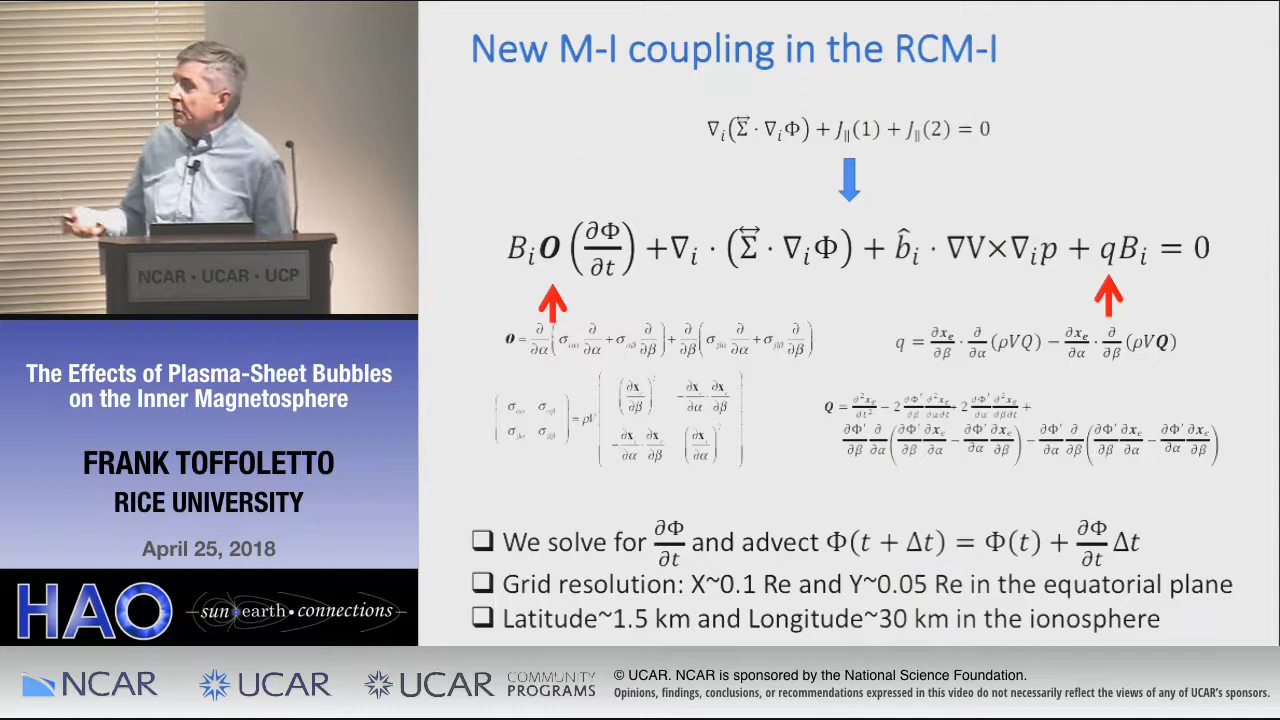 New M-I coupling in the RCM-I
∇ᵢ(Σ⃡ · ∇ᵢΦ) + J∥(1) + J∥(2) = 0
Bᵢ𝑶(∂Φ/∂t) + ∇ᵢ · (Σ⃡ · ∇ᵢΦ) + b̂ᵢ · ∇V×∇ᵢp + qBᵢ = 0
NCAR · UCAR · UCP
q = ∂xₑ/∂β · ∂/∂α (ρVQ) − ∂xₑ/∂α · ∂/∂β (ρVQ)
The Effects of Plasma-Sheet Bubbles
on the Inner Magnetosphere
FRANK TOFFOLETTO
RICE UNIVERSITY
April 25, 2018
❑ We solve for ∂Φ/∂t and advect Φ(t + Δt) = Φ(t) + ∂Φ/∂t Δt
❑ Grid resolution: X~0.1 Re and Y~0.05 Re in the equatorial plane
❑ Latitude~1.5 km and Longitude~30 km in the ionosphere
HAO
sun•earth•connections
NCAR
UCAR
UCAR
COMMUNITY
PROGRAMS
© UCAR. NCAR is sponsored by the National Science Foundation.
Opinions, findings, conclusions, or recommendations expressed in this video do not necessarily reflect the views of any of UCAR's sponsors.